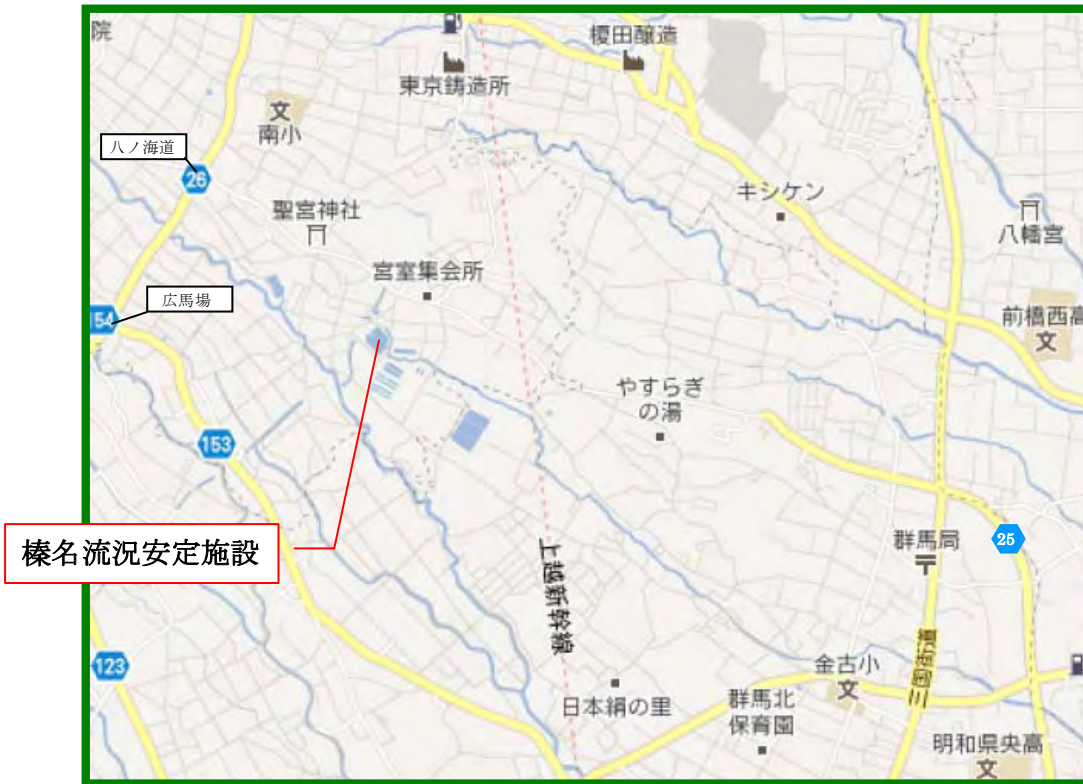 院
榎田醸造
東京鋳造所
文
南小
八ノ海道
26
キシケン
聖宮神社
八幡宮
宮室集会所
広馬場
154
前橋西高
文
やすらぎ
の湯
153
榛名流況安定施設
群馬局
25
上越新幹線
三国街道
123
金古小
文
日本絹の里
群馬北
保育園
明和県央高
文